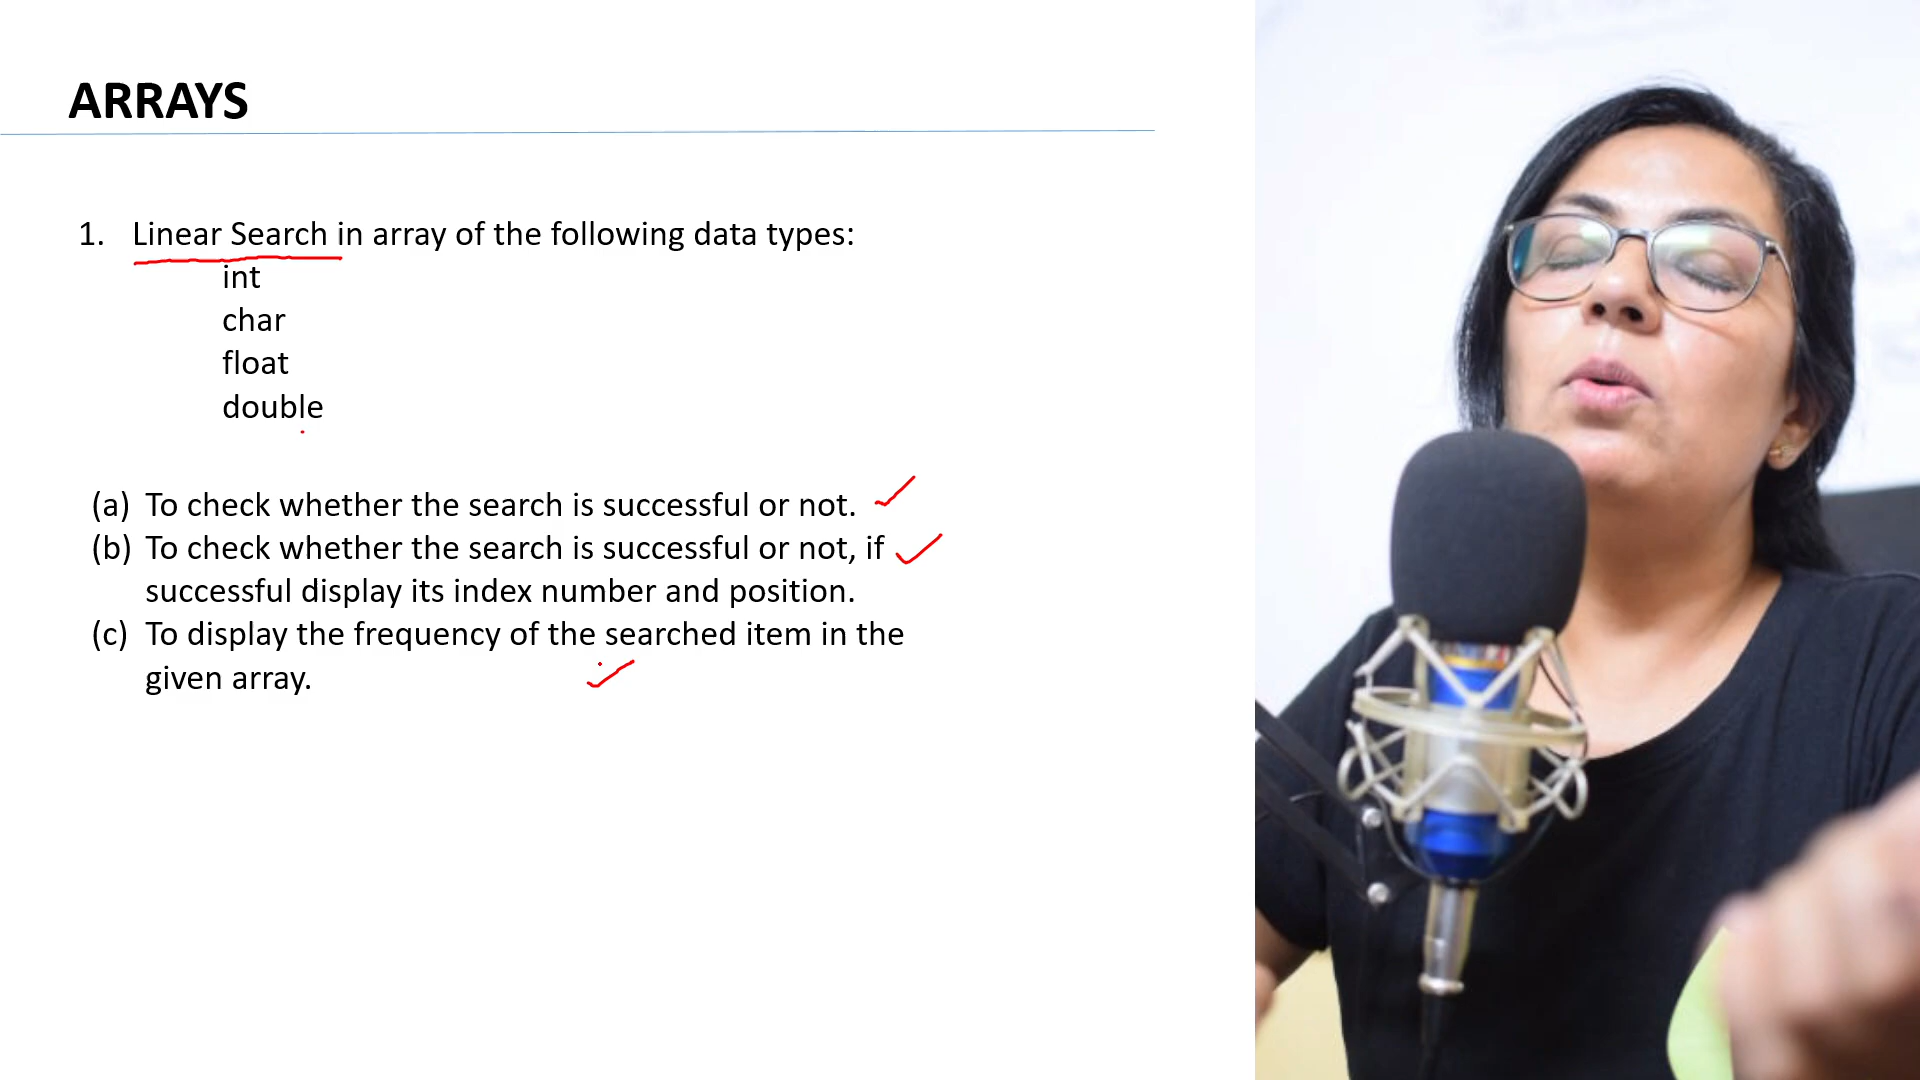 ARRAYS
1. Linear Search in array of the following data types:
int
char
float
double
(a) To check whether the search is successful or not.
(b) To check whether the search is successful or not, if
successful display its index number and position.
(c) To display the frequency of the searched item in the
given array.